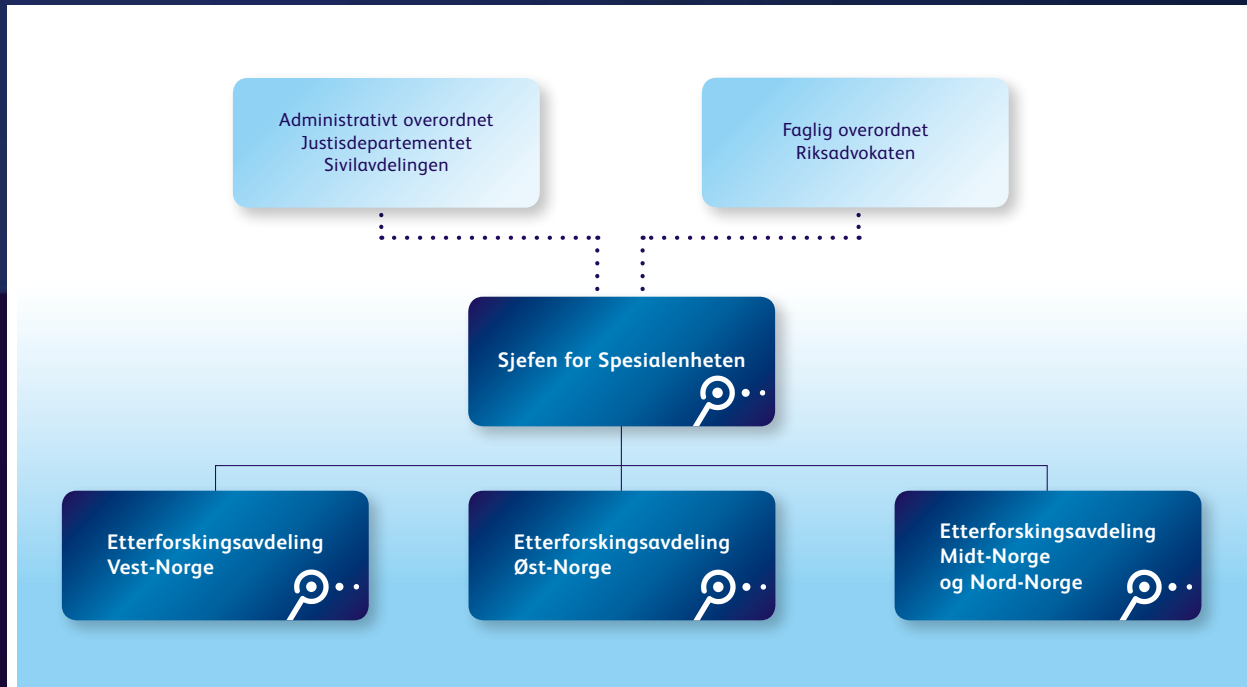 Administrativt overordnet
Justisdepartementet
Sivilavdelingen
Faglig overordnet
Riksadvokaten
Sjefen for Spesialenheten
Etterforskingsavdeling
Vest-Norge
Etterforskingsavdeling
Øst-Norge
Etterforskingsavdeling
Midt-Norge
og Nord-Norge